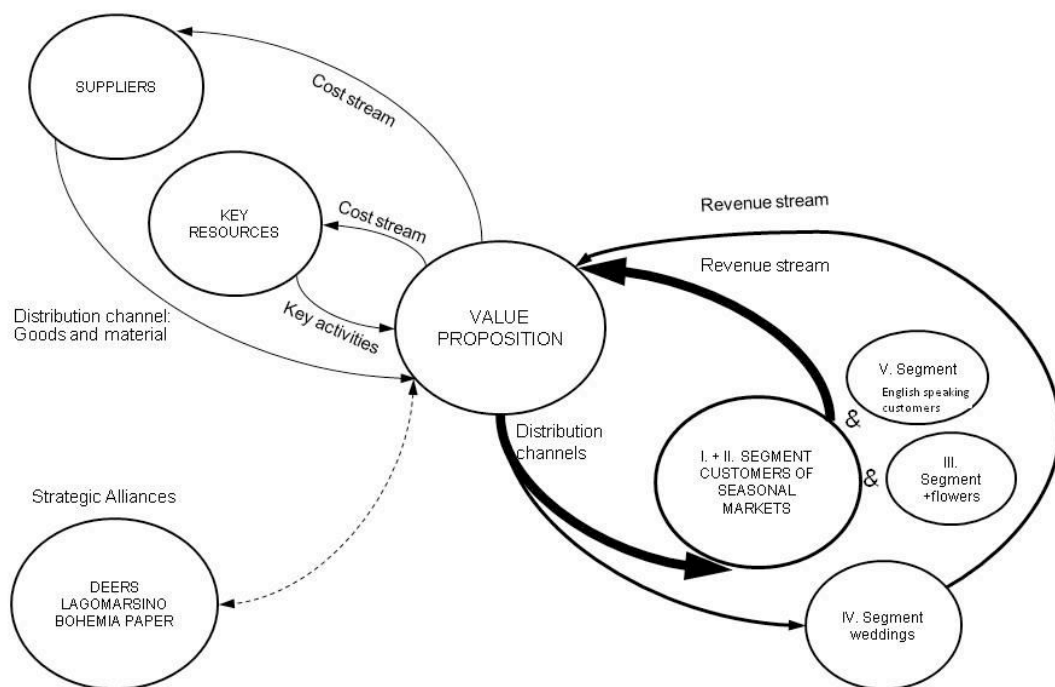 SUPPLIERS
Cost stream
KEY
RESOURCES
Cost stream
Key activities
Distribution channel:
Goods and material
VALUE
PROPOSITION
Revenue stream
Revenue stream
V. Segment
English speaking
customers
&
I. + II. SEGMENT
CUSTOMERS OF
SEASONAL
MARKETS
&
III.
Segment
+flowers
Distribution
channels
IV. Segment
weddings
Strategic Alliances
DEERS
LAGOMARSINO
BOHEMIA PAPER